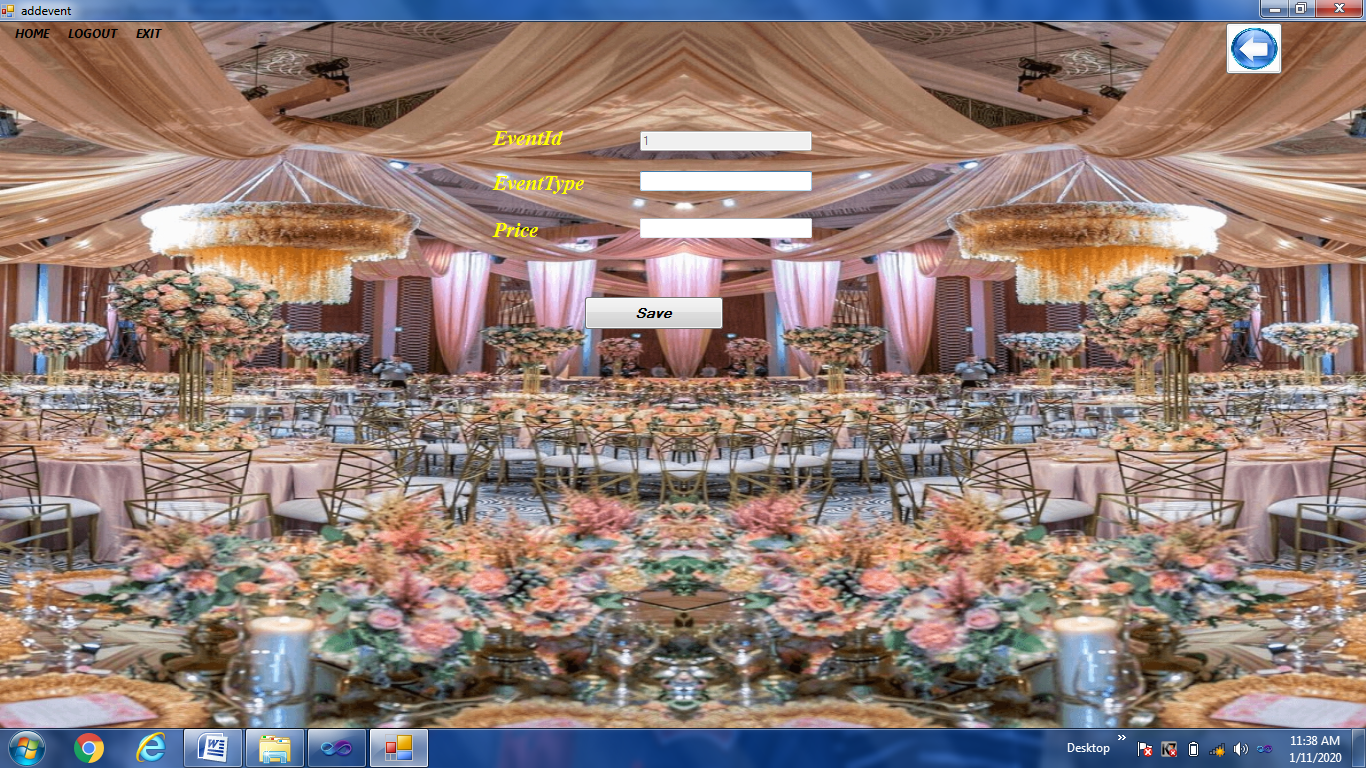 addevent
HOME LOGOUT EXIT
EventId 1
EventType
Price
Save
Desktop
11:38 AM
1/11/2020